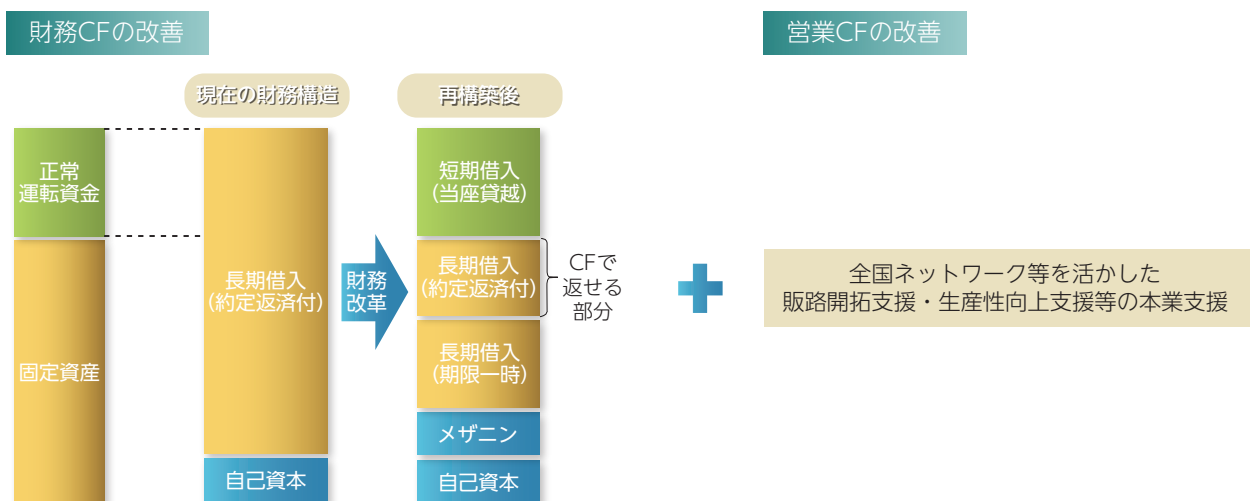 財務CFの改善
営業CFの改善
現在の財務構造
再構築後
正常
運転資金
固定資産
長期借入
(約定返済付)
自己資本
財務
改革
短期借入
(当座貸越)
長期借入
(約定返済付)
CFで
返せる
部分
長期借入
(期限一時)
メザニン
自己資本
全国ネットワーク等を活かした
販路開拓支援・生産性向上支援等の本業支援